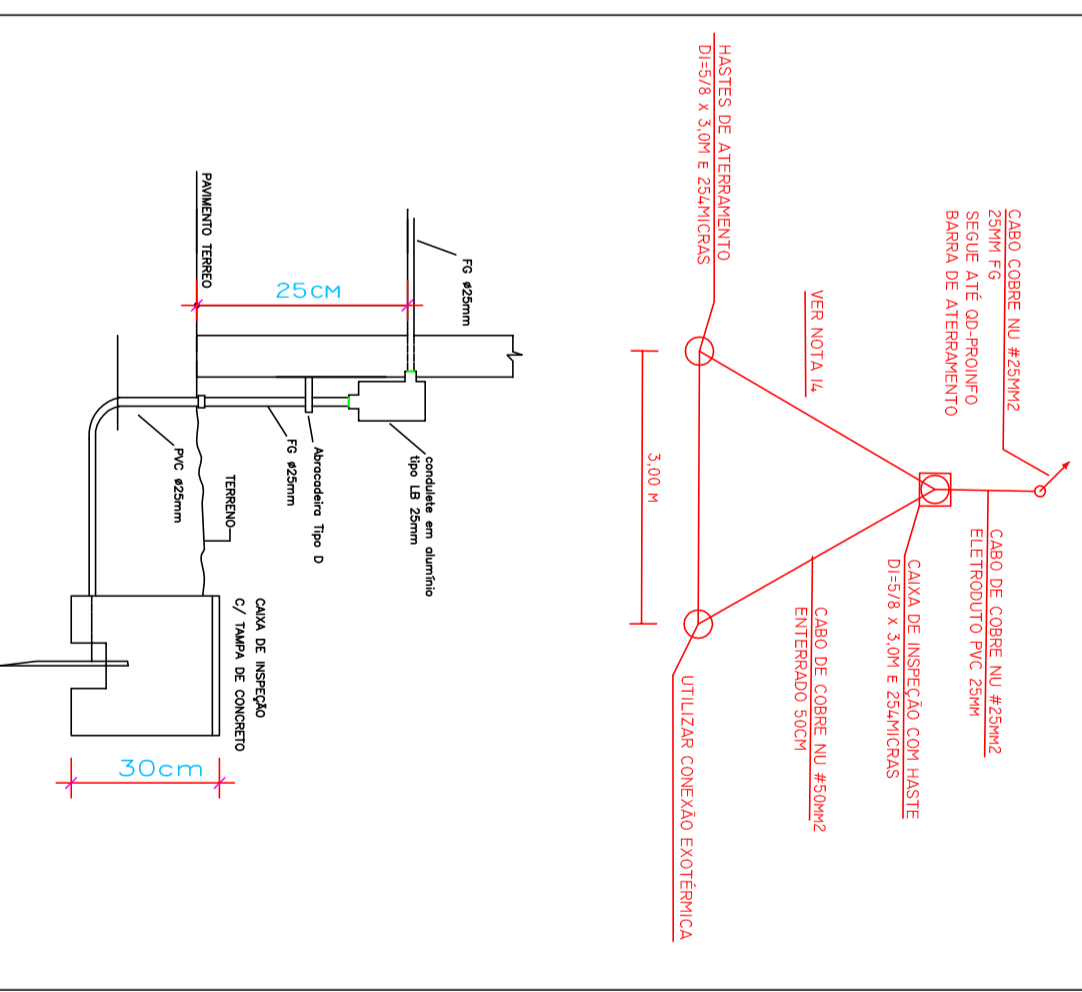 CABO COBRE NU #25MM2
25MM FG
SEGUE ATÉ QD-PROINFO
BARRA DE ATERRAMENTO
CABO DE COBRE NU #25MM2
ELETRODUTO PVC 25MM
CAIXA DE INSPEÇÃO COM HASTE
DI=5/8 X 3,0M E 254MICRAS
VER NOTA 14
CABO DE COBRE NU #50MM2
ENTERRADO 50CM
HASTES DE ATERRAMENTO
DI=5/8 X 3,0M E 254MICRAS
3,00 M
UTILIZAR CONEXÃO EXOTÉRMICA
FG ø25mm
25CM
PAVIMENTO TERREO
condulete em alumínio
tipo LB 25mm
Abracadeira Tipo D
FG ø25mm
TERRENO
PVC ø25mm
CAIXA DE INSPEÇÃO
C/ TAMPA DE CONCRETO
30cm